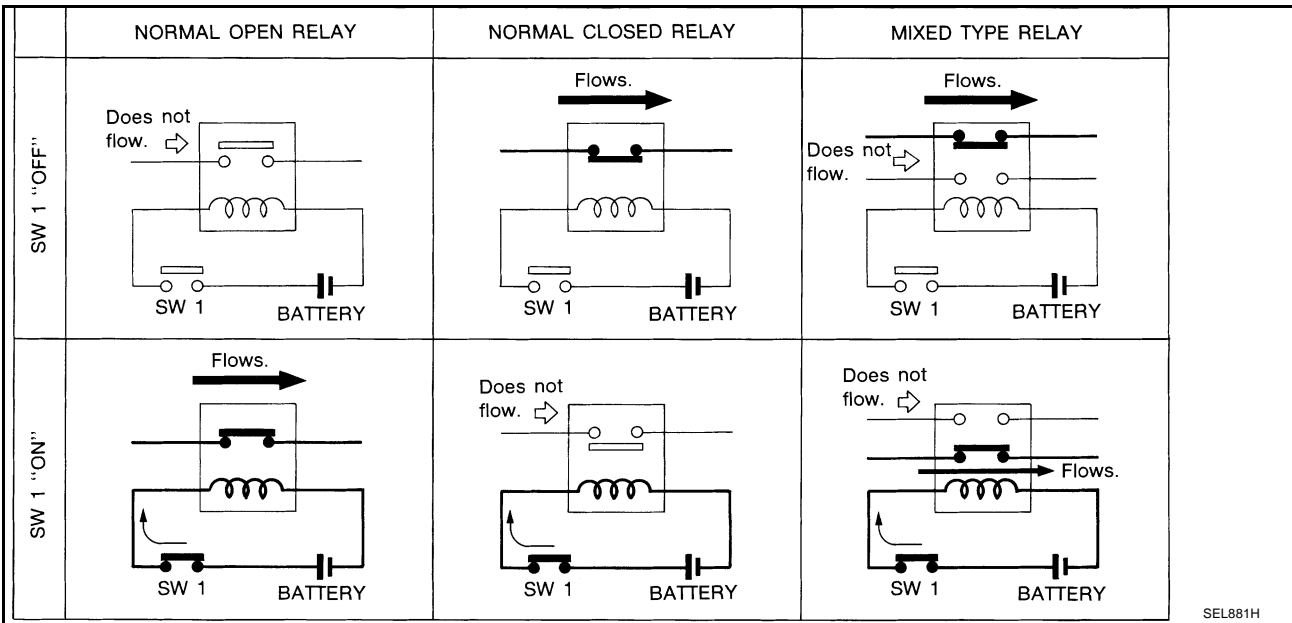 NORMAL OPEN RELAY
NORMAL CLOSED RELAY
MIXED TYPE RELAY
SW 1 "OFF"
Does not
flow.
SW 1
BATTERY
Flows.
SW 1
BATTERY
Flows.
Does not
flow.
SW 1
BATTERY
SW 1 "ON"
Flows.
SW 1
BATTERY
Does not
flow.
SW 1
BATTERY
Does not
flow.
Flows.
SW 1
BATTERY
SEL881H